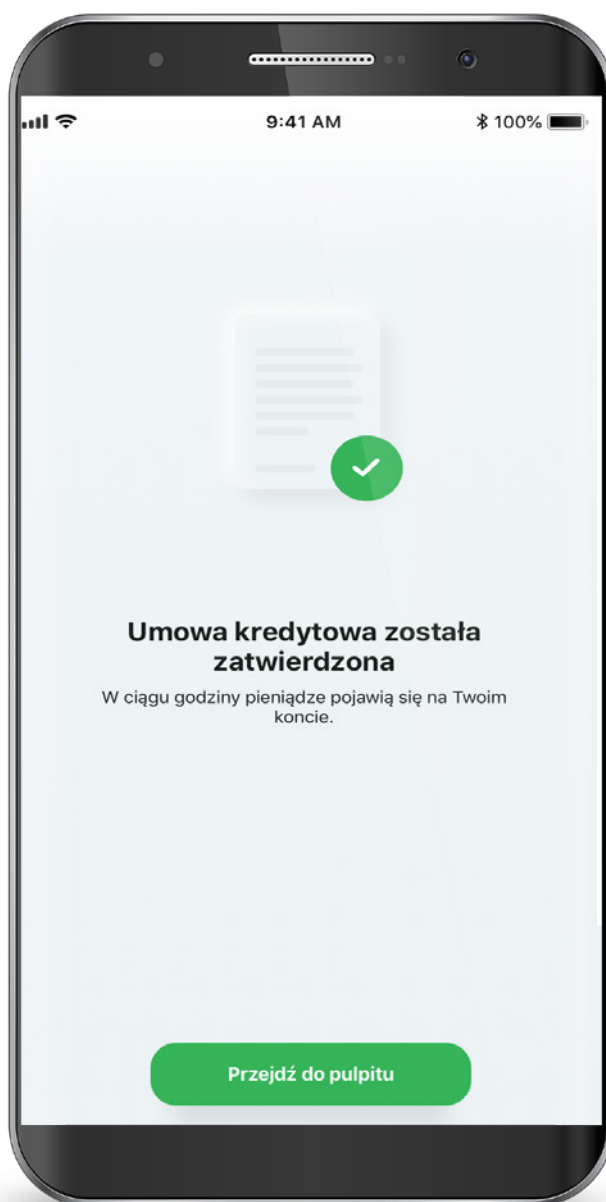 9:41 AM
100%
Umowa kredytowa została
zatwierdzona
W ciągu godziny pieniądze pojawią się na Twoim
koncie.
Przejdź do pulpitu